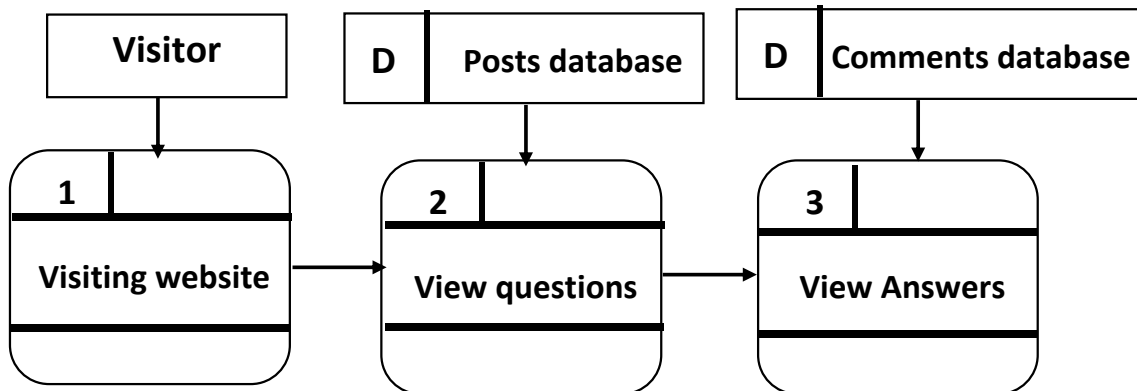 Visitor
D Posts database
D Comments database
1
2
3
Visiting website
View questions
View Answers